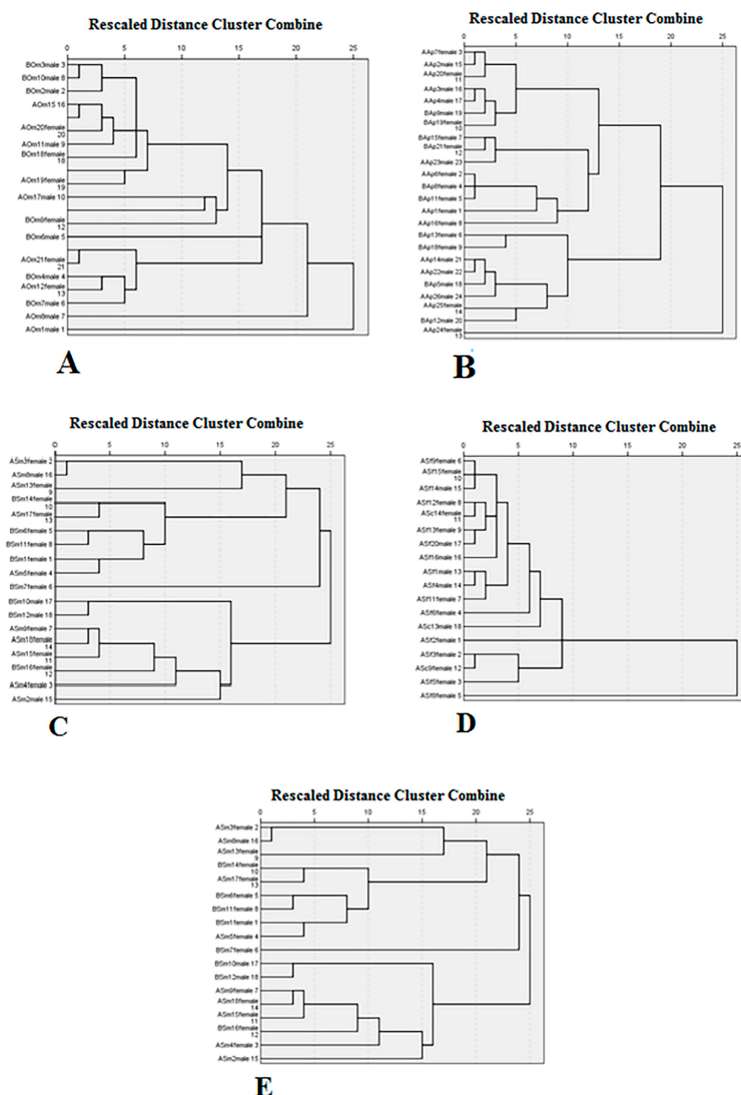 Rescaled Distance Cluster Combine
0 5 10 15 20 25
BOm3male 3
BOm10male 8
BOm2male 2
AOm15 16
AOm20female
20
AOm11male 9
BOm18female
18
AOm19female
19
AOm17male 10
BOm9female
12
BOm6male 5
AOm21female
21
BOm4male 4
AOm12female
13
BOm7male 6
AOm8male 7
AOm1male 1
A
Rescaled Distance Cluster Combine
0 5 10 15 20 25
AAp7female 3
AAp2male 15
AAp20female
11
AAp3male 16
AAp4male 17
BAp9male 19
BAp19female
10
BAp15female 7
BAp21female
12
AAp23male 23
AAp6female 2
BAp8female 4
BAp11female 5
AAp1female 1
AAp16female 8
BAp13female 6
BAp18female 9
AAp14male 21
AAp22male 22
BAp5male 18
AAp26male 24
AAp25female
14
BAp12male 20
AAp24female
13
B
Rescaled Distance Cluster Combine
0 5 10 15 20 25
ASm3female 2
ASm8male 16
ASm13female
9
BSm14female
10
ASm17female
13
BSm6female 5
BSm11female 8
BSm1female 1
ASm5female 4
BSm7female 6
BSm10male 17
BSm12male 18
ASm9female 7
ASm18female
14
ASm15female
11
BSm16female
12
ASm4female 3
ASm2male 15
C
Rescaled Distance Cluster Combine
0 5 10 15 20 25
ASf9female 6
ASf15female
10
ASf14male 15
ASf12female 8
ASc14female
11
ASf13female 9
ASf20male 17
ASf16male 16
ASf1male 13
ASf4male 14
ASf11female 7
ASf6female 4
ASc13male 18
ASf2female 1
ASf3female 2
ASc9female 12
ASf5female 3
ASf8female 5
D
Rescaled Distance Cluster Combine
0 5 10 15 20 25
ASm3female 2
ASm8male 16
ASm13female
9
BSm14female
10
ASm17female
13
BSm6female 5
BSm11female 8
BSm1female 1
ASm5female 4
BSm7female 6
BSm10male 17
BSm12male 18
ASm9female 7
ASm18female
14
ASm15female
11
BSm16female
12
ASm4female 3
ASm2male 15
E